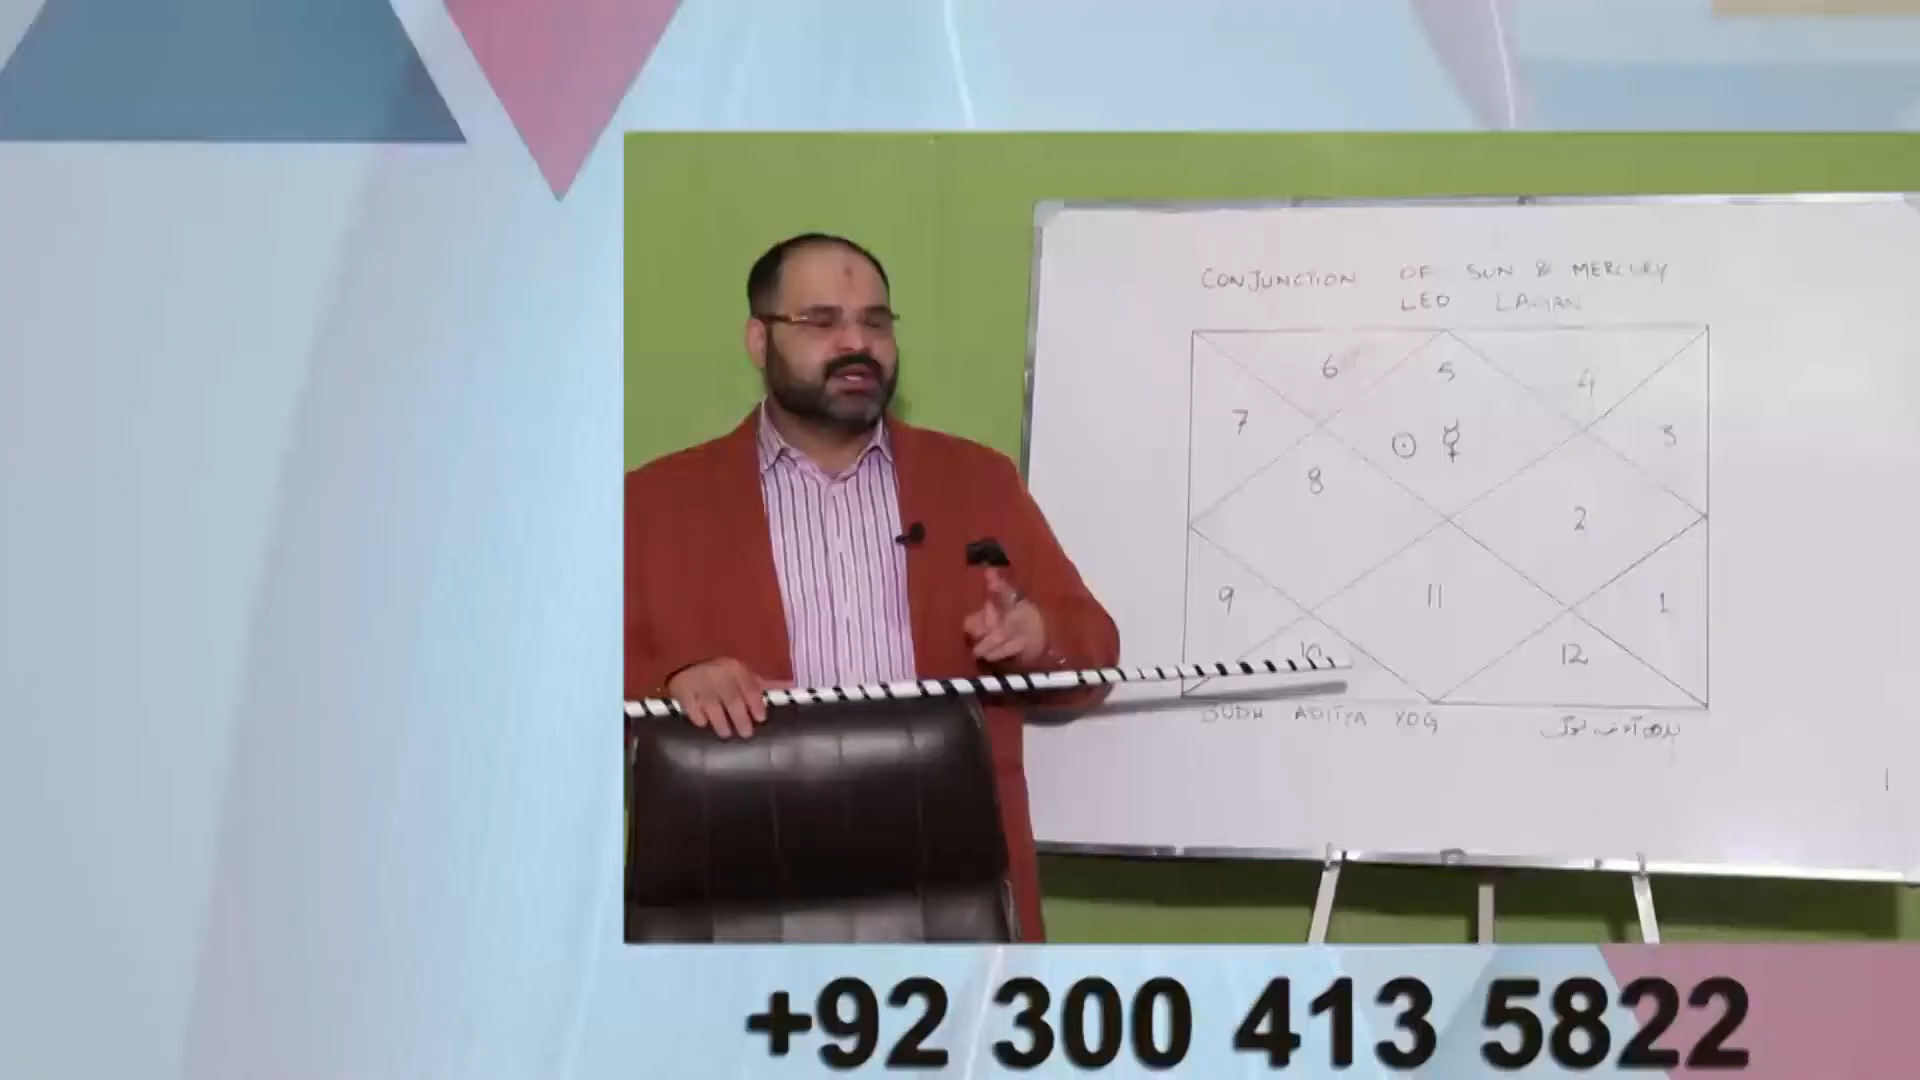 CONJUNCTION OF SUN & MERCURY
LEO LAGAN
6 5 4
7 3
☉ ☿
8
2
9 11 1
10 12
BUDH ADITYA YOG
+92 300 413 5822